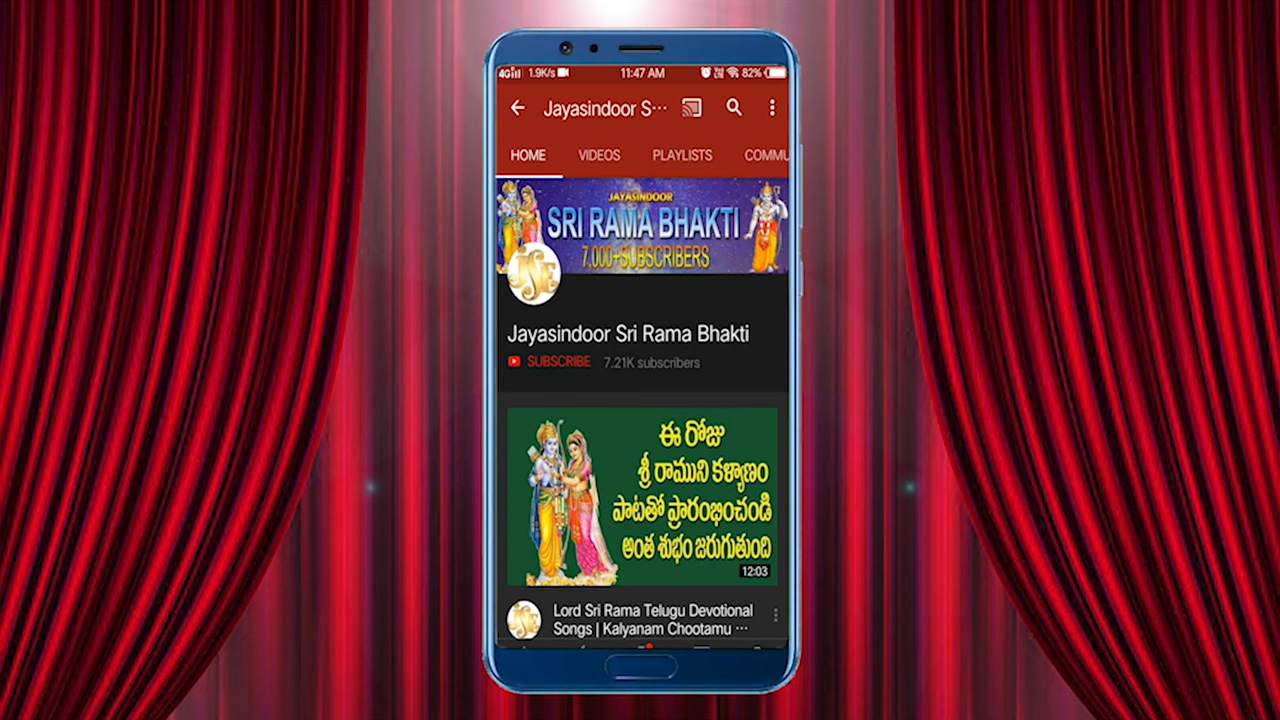 4G 1.9K/s 11:47 AM 82%
Jayasindoor S...
HOME VIDEOS PLAYLISTS COMMU
JAYASINDOOR
SRI RAMA BHAKTI
7,000+SUBSCRIBERS
JSE
Jayasindoor Sri Rama Bhakti
SUBSCRIBE 7.21K subscribers
ఈ రోజు
శ్రీ రాముని కళ్యాణం
పాటతో ప్రారంభించండి
అంత శుభం జరుగుతుంది
12:03
JSE
Lord Sri Rama Telugu Devotional
Songs | Kalyanam Chootamu ...